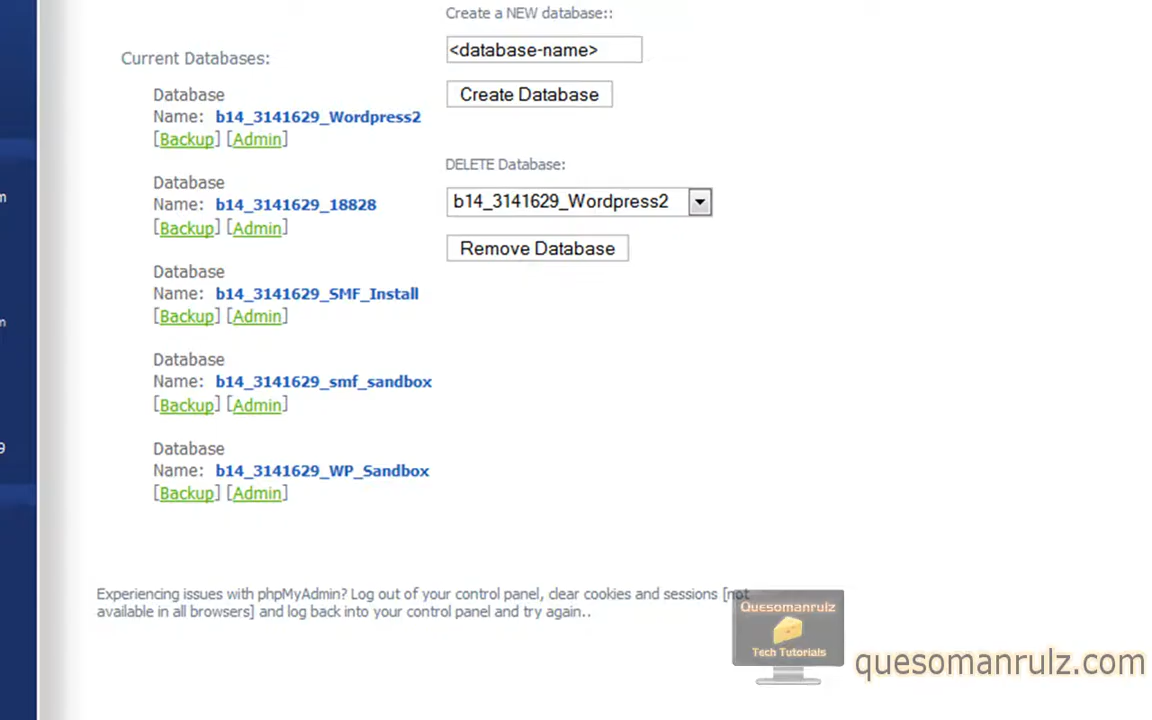 Create a NEW database::
<database-name>
Create Database
Current Databases:
Database
Name: b14_3141629_Wordpress2
[Backup] [Admin]
Database
Name: b14_3141629_18828
[Backup] [Admin]
Database
Name: b14_3141629_SMF_Install
[Backup] [Admin]
Database
Name: b14_3141629_smf_sandbox
[Backup] [Admin]
Database
Name: b14_3141629_WP_Sandbox
[Backup] [Admin]
DELETE Database:
b14_3141629_Wordpress2
Remove Database
m
m
9
Experiencing issues with phpMyAdmin? Log out of your control panel, clear cookies and sessions [not
available in all browsers] and log back into your control panel and try again..
Quesomanrulz
Tech Tutorials
quesomanrulz.com